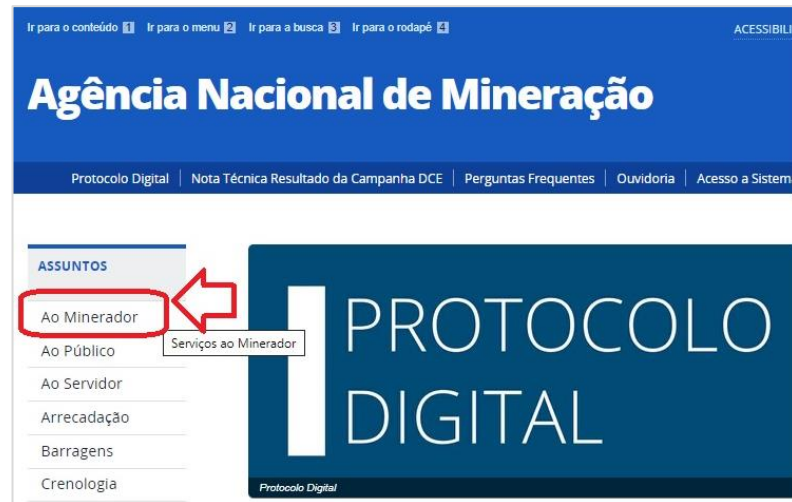 Ir para o conteúdo 1 Ir para o menu 2 Ir para a busca 3 Ir para o rodapé 4
Agência Nacional de Mineração
Protocolo Digital | Nota Técnica Resultado da Campanha DCE | Perguntas Frequentes | Ouvidoria | Acesso a
ASSUNTOS
Ao Minerador
Serviços ao Minerador
Ao Público
Ao Servidor
Arrecadação
Barragens
Crenologia
PROTOCOLO
DIGITAL
Protocolo Digital